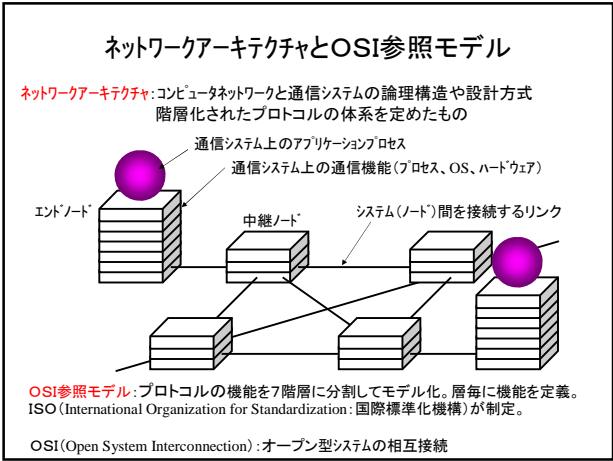 ネットワークアーキテクチャとOSI参照モデル
ネットワークアーキテクチャ:コンピュータネットワークと通信システムの論理構造や設計方式
階層化されたプロトコルの体系を定めたもの
通信システム上のアプリケーションプロセス
通信システム上の通信機能(プロセス、OS、ハードウェア)
エンドノード
中継ノード
システム(ノード)間を接続するリンク
OSI参照モデル:プロトコルの機能を7階層に分割してモデル化。層毎に機能を定義。
ISO(International Organization for Standardization:国際標準化機構)が制定。
OSI(Open System Interconnection):オープン型システムの相互接続